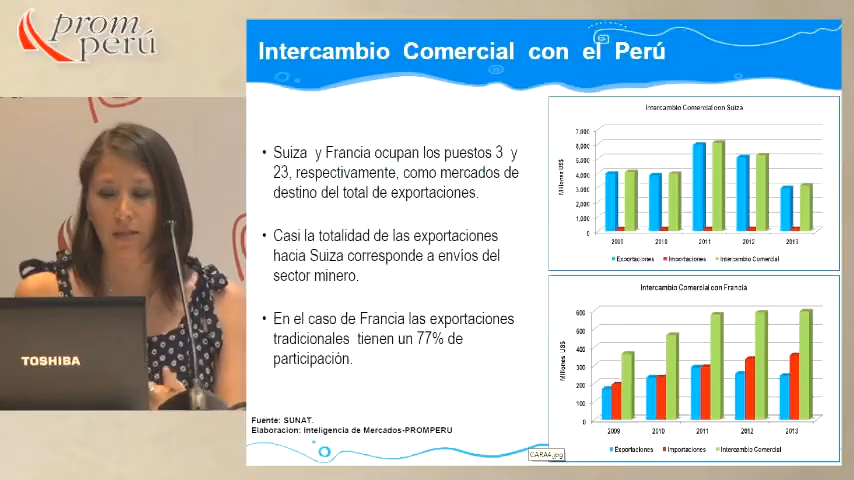 prom
perú
Intercambio Comercial con el Perú
• Suiza y Francia ocupan los puestos 3 y
23, respectivamente, como mercados de
destino del total de exportaciones.
• Casi la totalidad de las exportaciones
hacia Suiza corresponde a envíos del
sector minero.
• En el caso de Francia las exportaciones
tradicionales tienen un 77% de
participación.
Fuente: SUNAT.
Elaboracion: Inteligencia de Mercados-PROMPERU
TOSHIBA
Intercambio Comercial con Suiza
Millones US$
7,000
6,000
5,000
4,000
3,000
2,000
1,000
0
2009 2010 2011 2012 2013
Exportaciones Importaciones Intercambio Comercial
Intercambio Comercial con Francia
Millones US$
600
500
400
300
200
100
0
2009 2010 2011 2012 2013
Exportaciones Importaciones Intercambio Comercial